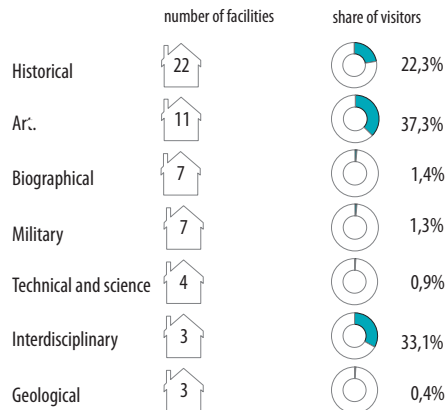 number of facilities share of visitors
Historical 22 22,3%
Art. 11 37,3%
Biographical 7 1,4%
Military 7 1,3%
Technical and science 4 0,9%
Interdisciplinary 3 33,1%
Geological 3 0,4%